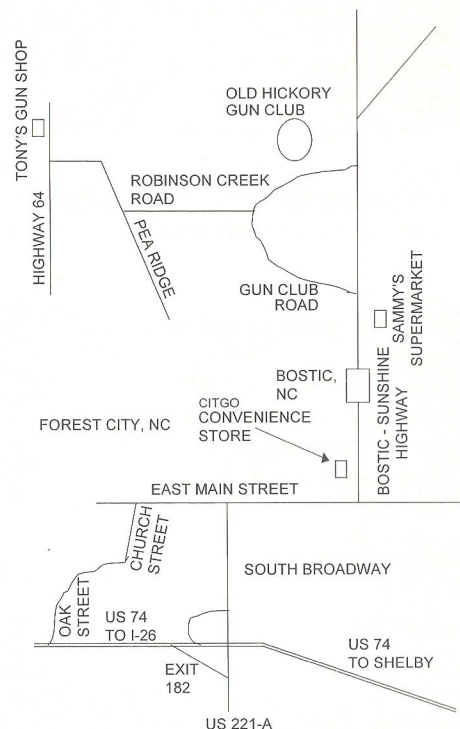 TONY'S GUN SHOP
HIGHWAY 64
OLD HICKORY
GUN CLUB
ROBINSON CREEK
ROAD
PEA RIDGE
GUN CLUB
ROAD
SAMMY'S
SUPERMARKET
BOSTIC,
NC
BOSTIC - SUNSHINE
HIGHWAY
CITGO
CONVENIENCE
STORE
FOREST CITY, NC
EAST MAIN STREET
CHURCH
STREET
SOUTH BROADWAY
OAK
STREET
US 74
TO I-26
US 74
TO SHELBY
EXIT
182
US 221-A